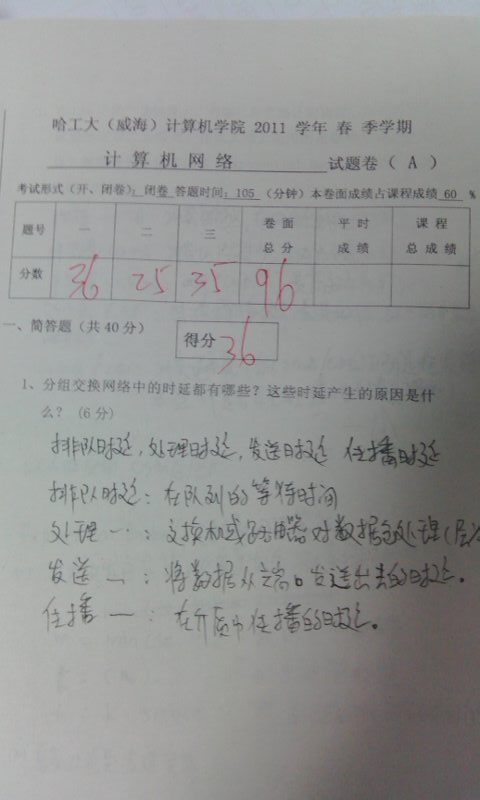 哈工大（威海）计算机学院 2011 学年 春 季学期
计 算 机 网 络 试题卷（ A ）
考试形式（开、闭卷）：闭卷 答题时间：105（分钟）本卷面成绩占课程成绩 60 %
题号 一 二 三 卷 面 总 分 平 时 成 绩 课 程 总 成 绩
分数 36 25 35 96
一、简答题（共 40 分） 得分 36
1、分组交换网络中的时延都有哪些？这些时延产生的原因是什
么？（6 分）
排队时延，处理时延，发送时延 传播时延
排队时延：在队列的等待时间
处理 一：交换机或路由器对数据包处理（
发送 一：将数据从端口发送出去的时延。
传播 一：在介质中传播的时延。